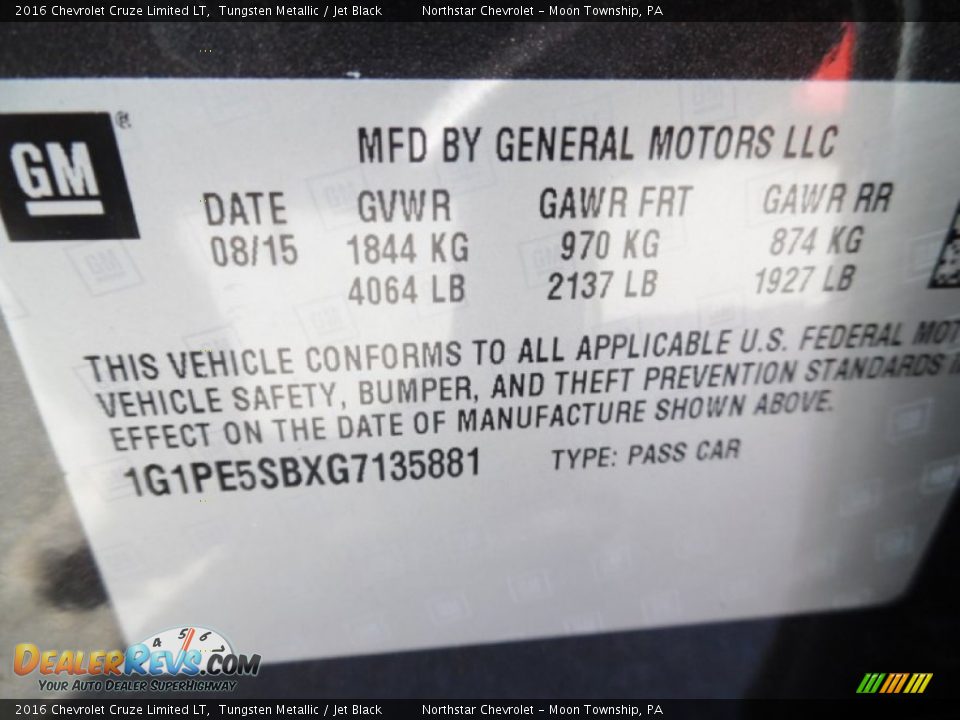 2016 Chevrolet Cruze Limited LT, Tungsten Metallic / Jet Black Northstar Chevrolet - Moon Township, PA
GM®
MFD BY GENERAL MOTORS LLC
DATE GVWR GAWR FRT GAWR RR
08/15 1844 KG 970 KG 874 KG
4064 LB 2137 LB 1927 LB
THIS VEHICLE CONFORMS TO ALL APPLICABLE U.S. FEDERAL MOT
VEHICLE SAFETY, BUMPER, AND THEFT PREVENTION STANDARDS I
EFFECT ON THE DATE OF MANUFACTURE SHOWN ABOVE.
1G1PE5SBXG7135881 TYPE: PASS CAR
4 5 6
DEALERREVS.COM
YOUR AUTO DEALER SUPERHIGHWAY
2016 Chevrolet Cruze Limited LT, Tungsten Metallic / Jet Black Northstar Chevrolet - Moon Township, PA